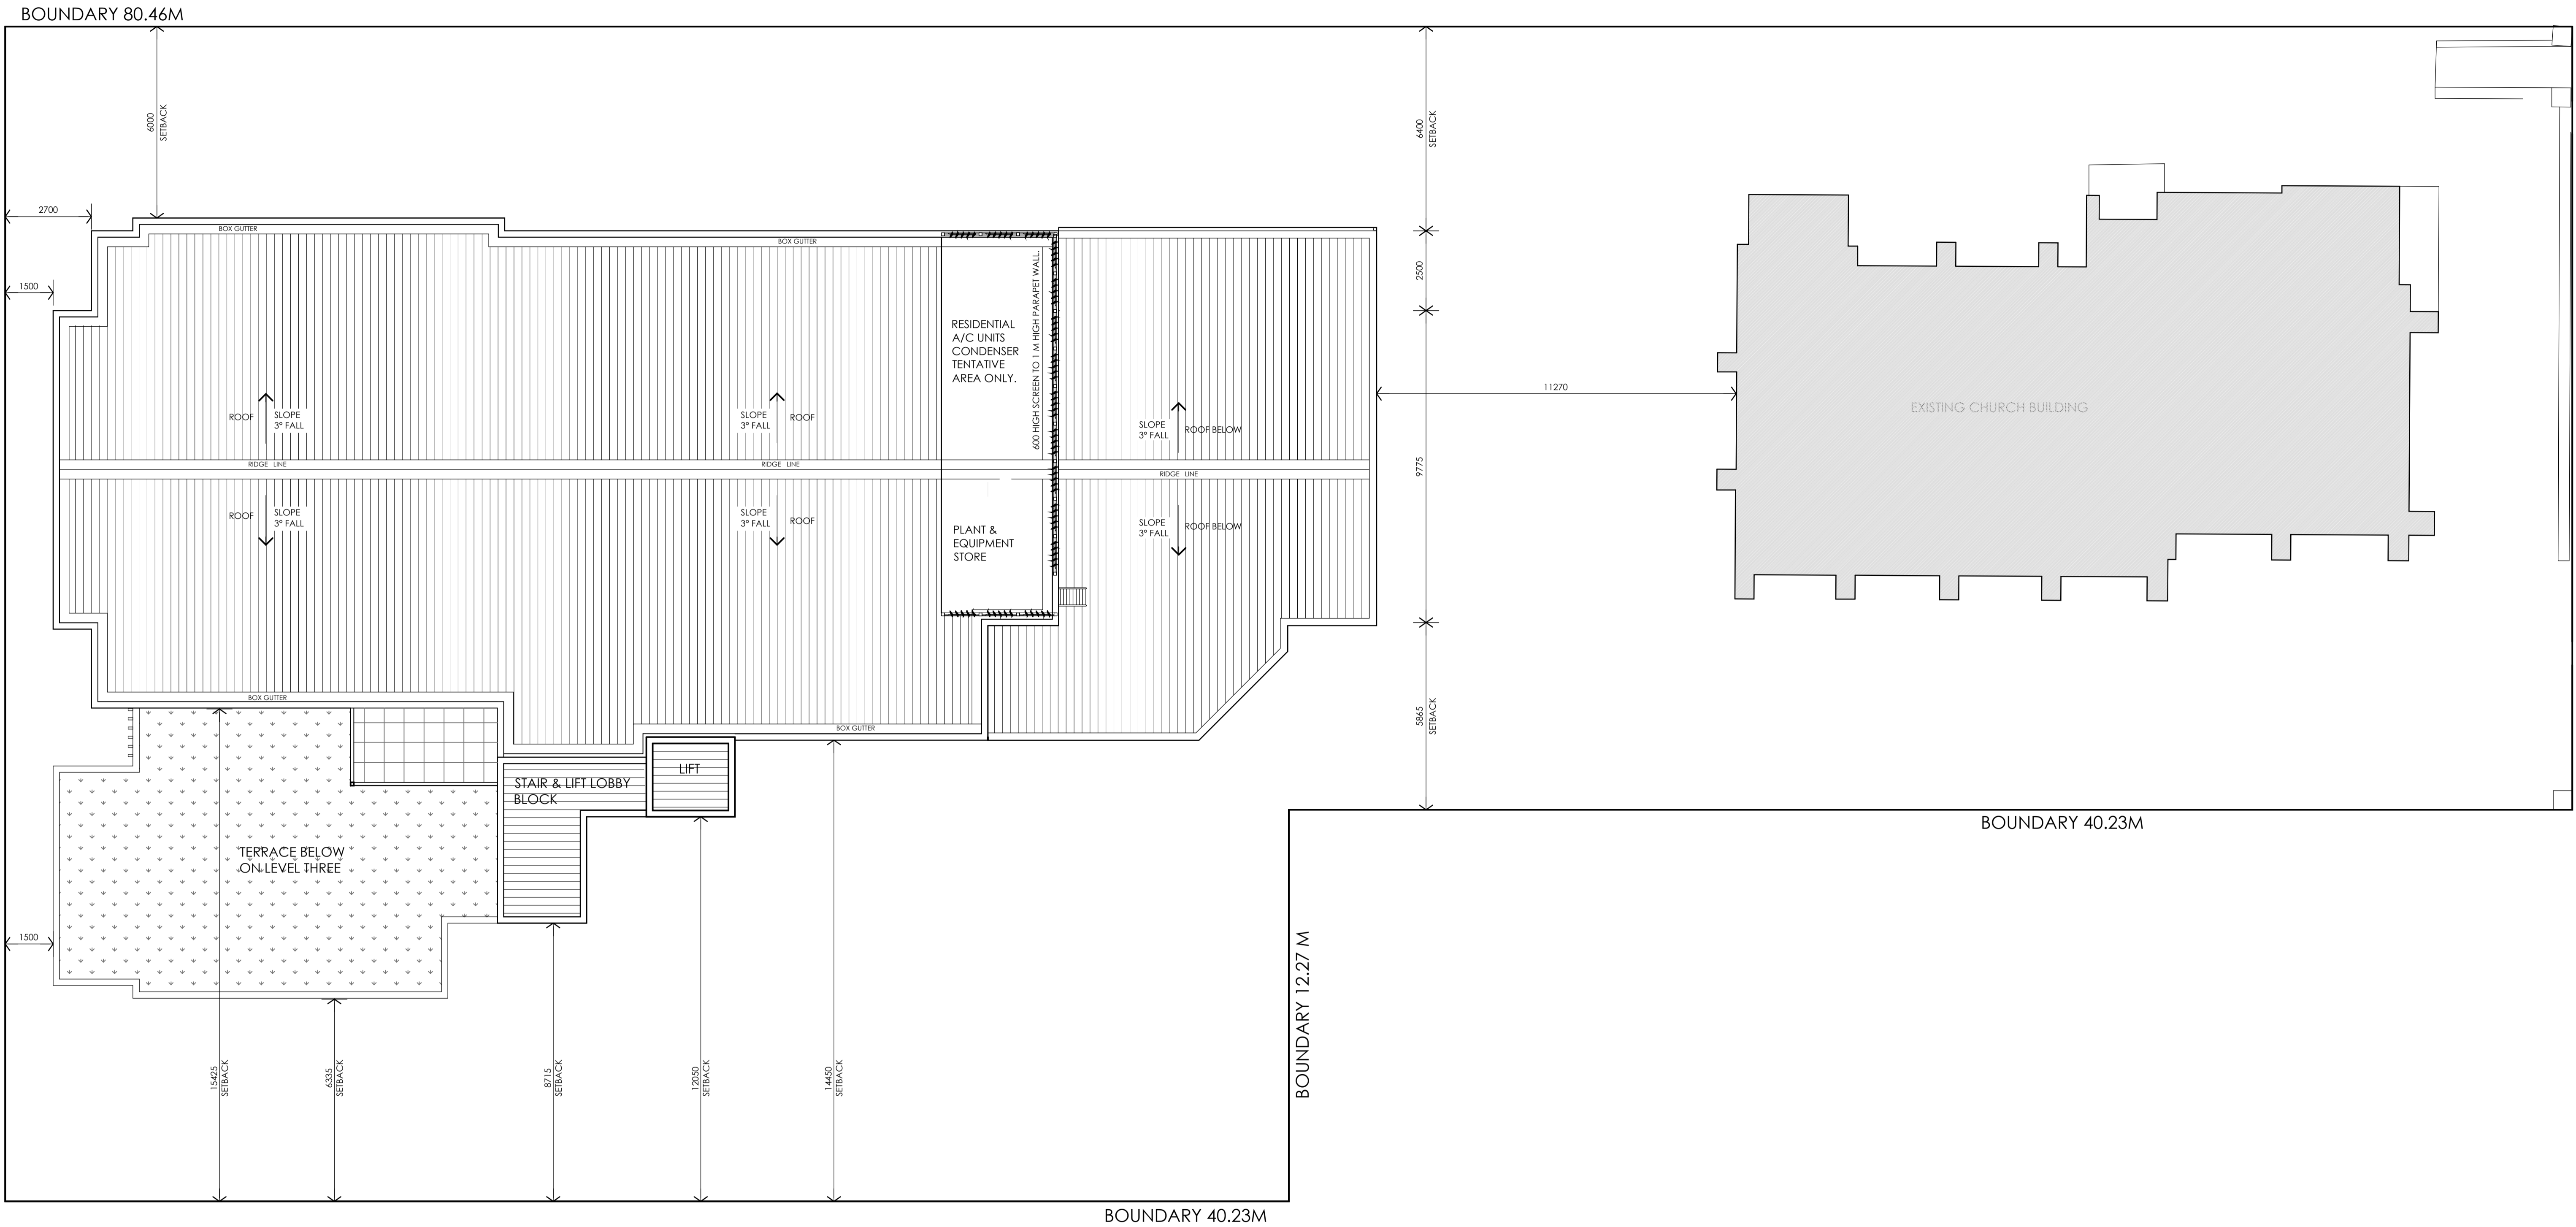 BOUNDARY 80.46M
6000
SETBACK
6400
SETBACK
2700
BOX GUTTER
BOX GUTTER
1500
2500
RESIDENTIAL
A/C UNITS
CONDENSER
TENTATIVE
AREA ONLY.
600 HIGH SCREEN TO 1 M HIGH PARAPET WALL.
11270
EXISTING CHURCH BUILDING
ROOF
SLOPE
3° FALL
SLOPE
3° FALL
ROOF
SLOPE
3° FALL
ROOF BELOW
RIDGE LINE
RIDGE LINE
RIDGE LINE
9775
ROOF
SLOPE
3° FALL
SLOPE
3° FALL
ROOF
SLOPE
3° FALL
ROOF BELOW
PLANT &
EQUIPMENT
STORE
BOX GUTTER
BOX GUTTER
5865
SETBACK
LIFT
STAIR & LIFT LOBBY
BLOCK
BOUNDARY 40.23M
TERRACE BELOW
ON LEVEL THREE
1500
BOUNDARY 12.27 M
15425
SETBACK
6335
SETBACK
8715
SETBACK
12050
SETBACK
14450
SETBACK
BOUNDARY 40.23M